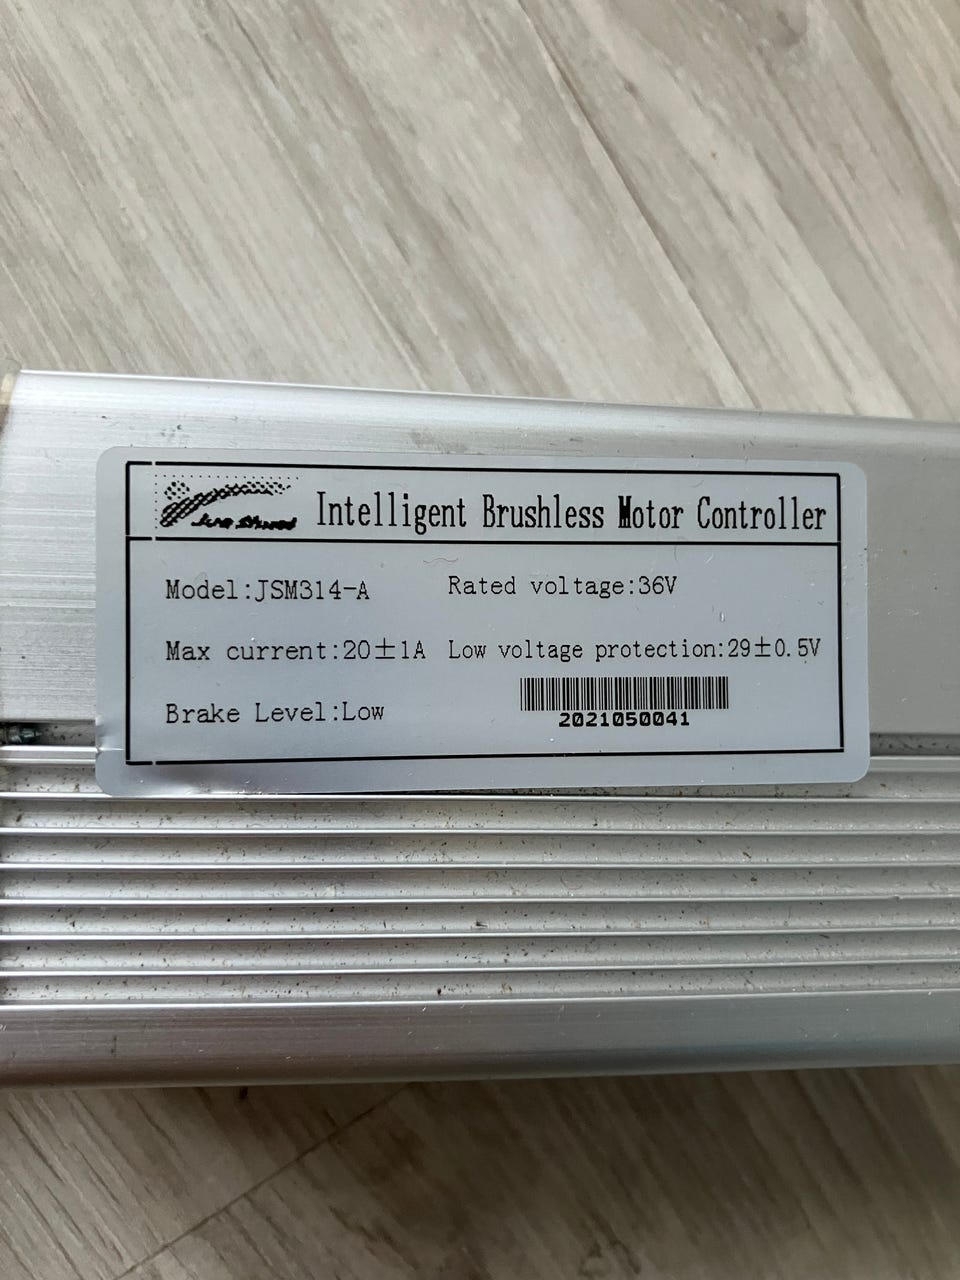 Intelligent Brushless Motor Controller
Model:JSM314-A Rated voltage:36V
Max current:20±1A Low voltage protection:29±0.5V
Brake Level:Low
2021050041